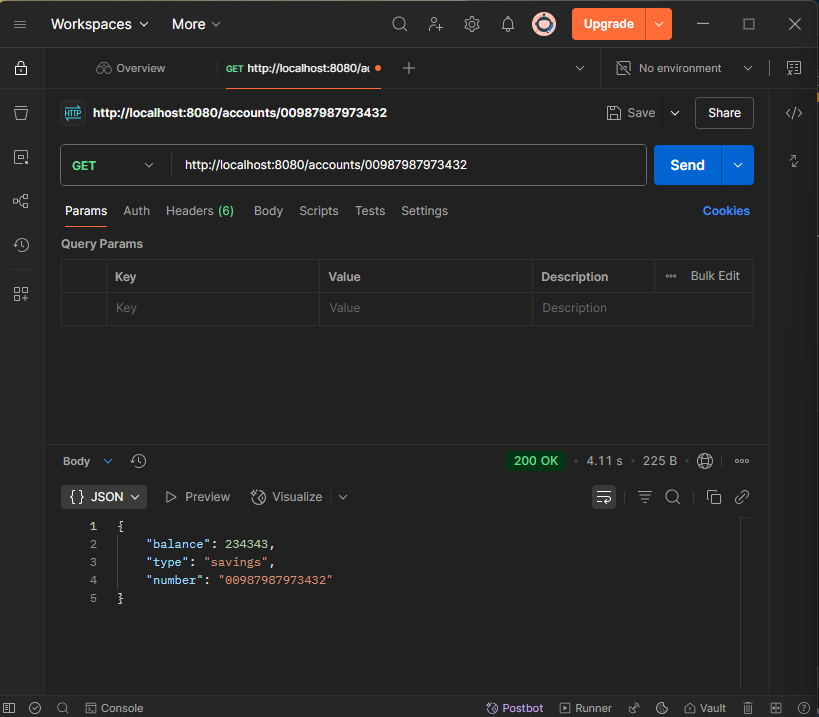 Workspaces More Upgrade
Overview GET http://localhost:8080/ac No environment
HTTP http://localhost:8080/accounts/00987987973432 Save Share
GET http://localhost:8080/accounts/00987987973432 Send
Params Auth Headers (6) Body Scripts Tests Settings Cookies
Query Params
Key Value Description Bulk Edit
Key Value Description
Body 200 OK 4.11 s 225 B
{} JSON Preview Visualize
1 {
2 "balance": 234343,
3 "type": "savings",
4 "number": "00987987973432"
5 }
Console Postbot Runner Vault